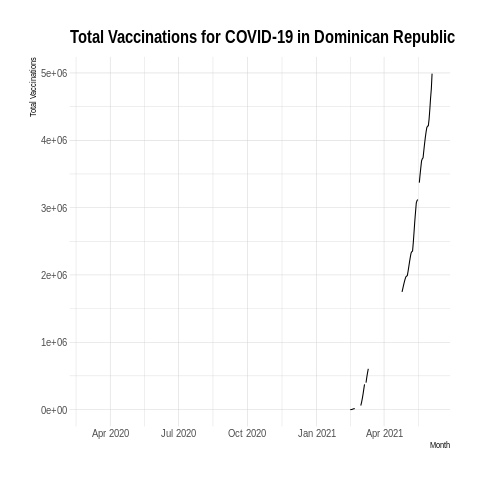 Total Vaccinations for COVID-19 in Dominican Republic
Total Vaccinations
5e+06
4e+06
3e+06
2e+06
1e+06
0e+00
Apr 2020 Jul 2020 Oct 2020 Jan 2021 Apr 2021
Month